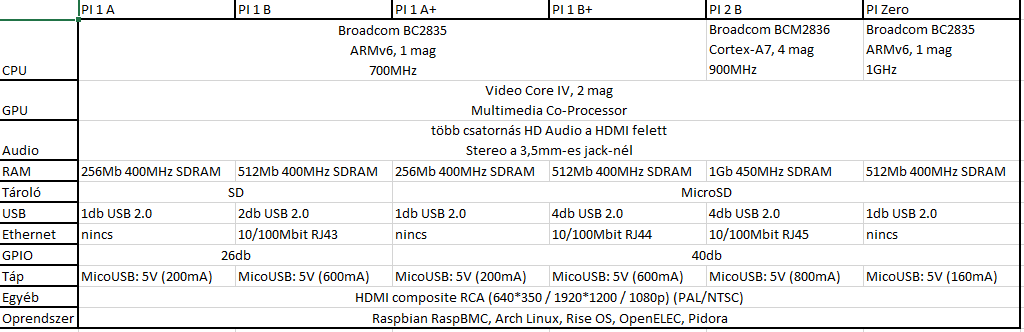 PI 1 A PI 1 B PI 1 A+ PI 1 B+ PI 2 B PI Zero
Broadcom BC2835 Broadcom BCM2836 Broadcom BC2835
ARMv6, 1 mag Cortex-A7, 4 mag ARMv6, 1 mag
CPU 700MHz 900MHz 1GHz
Video Core IV, 2 mag
GPU Multimedia Co-Processor
több csatornás HD Audio a HDMI felett
Audio Stereo a 3,5mm-es jack-nél
RAM 256Mb 400MHz SDRAM 512Mb 400MHz SDRAM 256Mb 400MHz SDRAM 512Mb 400MHz SDRAM 1Gb 450MHz SDRAM 512Mb 400MHz SDRAM
Tároló SD MicroSD
USB 1db USB 2.0 2db USB 2.0 1db USB 2.0 4db USB 2.0 4db USB 2.0 1db USB 2.0
Ethernet nincs 10/100Mbit RJ43 nincs 10/100Mbit RJ44 10/100Mbit RJ45 nincs
GPIO 26db 40db
Táp MicoUSB: 5V (200mA) MicoUSB: 5V (600mA) MicoUSB: 5V (200mA) MicoUSB: 5V (600mA) MicoUSB: 5V (800mA) MicoUSB: 5V (160mA)
Egyéb HDMI composite RCA (640*350 / 1920*1200 / 1080p) (PAL/NTSC)
Oprendszer Raspbian RaspBMC, Arch Linux, Rise OS, OpenELEC, Pidora